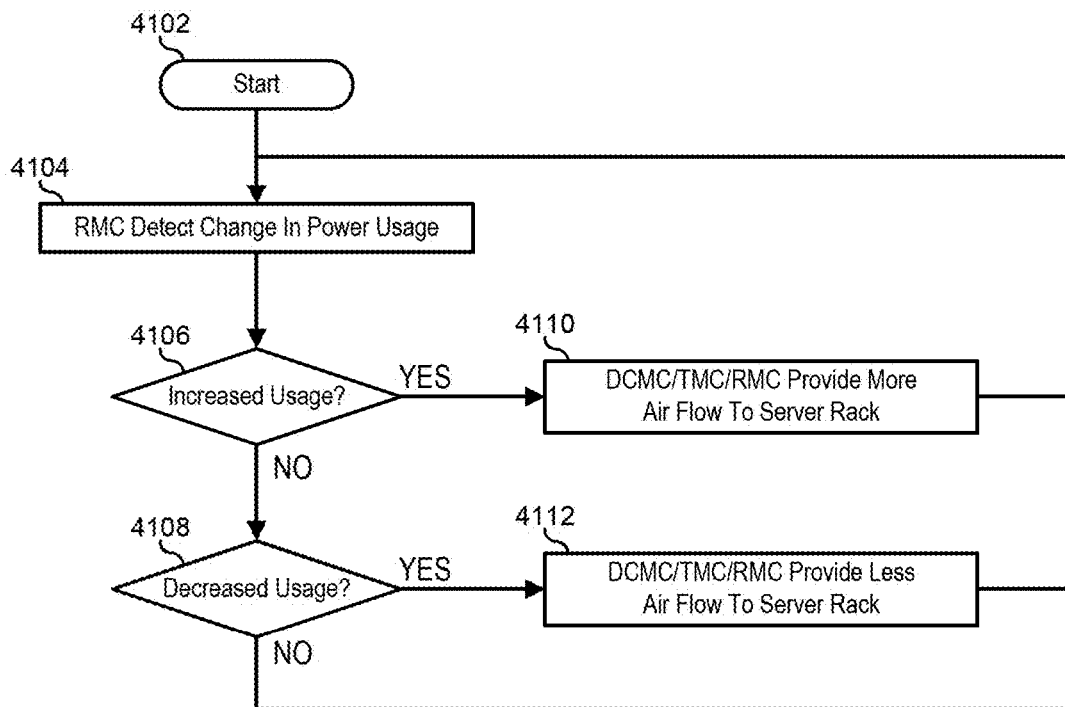 4102
Start
4104
RMC Detect Change In Power Usage
4106
Increased Usage?
YES
4110
DCMC/TMC/RMC Provide More
Air Flow To Server Rack
NO
4108
Decreased Usage?
YES
4112
DCMC/TMC/RMC Provide Less
Air Flow To Server Rack
NO